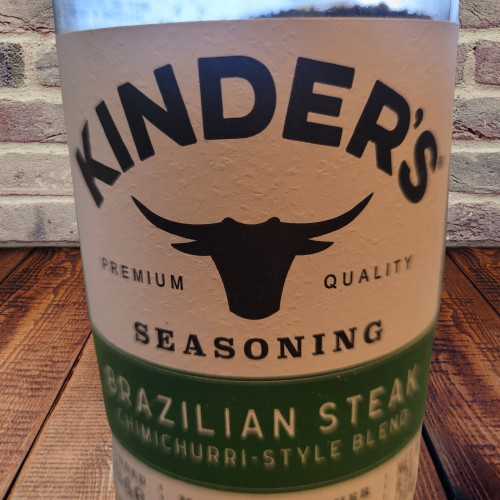 KINDER'S®
PREMIUM QUALITY
SEASONING
BRAZILIAN STEAK
CHIMICHURRI-STYLE BLEND